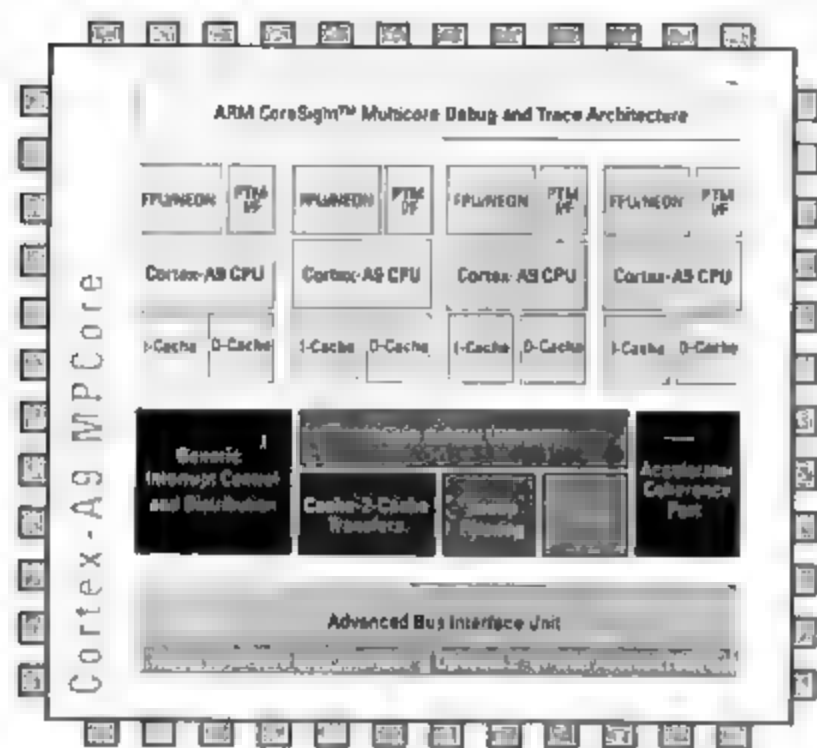 ARM CoreSight™ Multicore Debug and Trace Architecture
FPU/NEON PTM I/F FPU/NEON PTM I/F FPU/NEON PTM I/F FPU/NEON PTM I/F
Cortex-A9 CPU Cortex-A9 CPU Cortex-A9 CPU Cortex-A9 CPU
I-Cache D-Cache I-Cache D-Cache I-Cache D-Cache I-Cache D-Cache
Generic
Interrupt Control
and Distribution
Cache-2-Cache
Transfers
Snoop
Filtering
Accelerator
Coherence
Port
Advanced Bus Interface Unit
Cortex-A9 MPCore